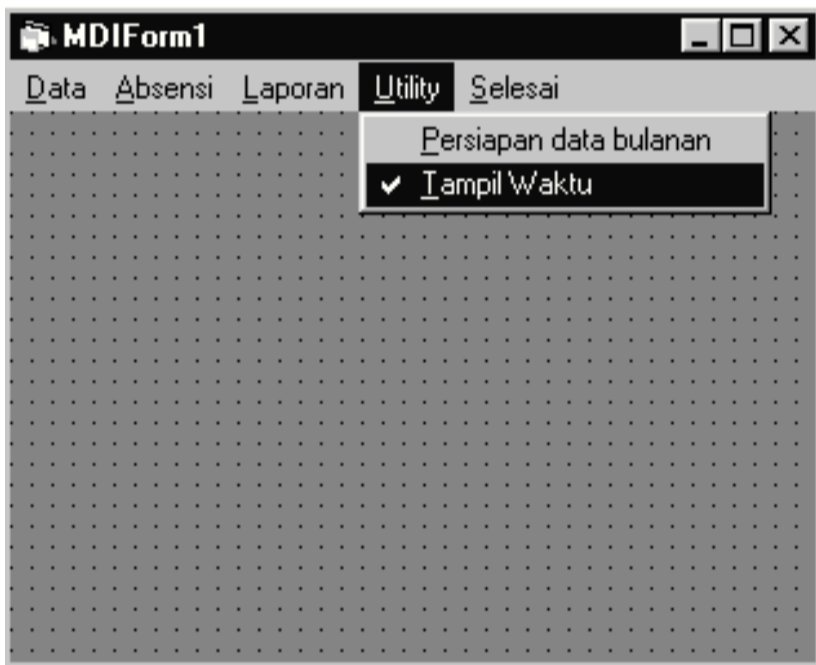 MDIForm1
Data Absensi Laporan Utility Selesai
Persiapan data bulanan
Tampil Waktu